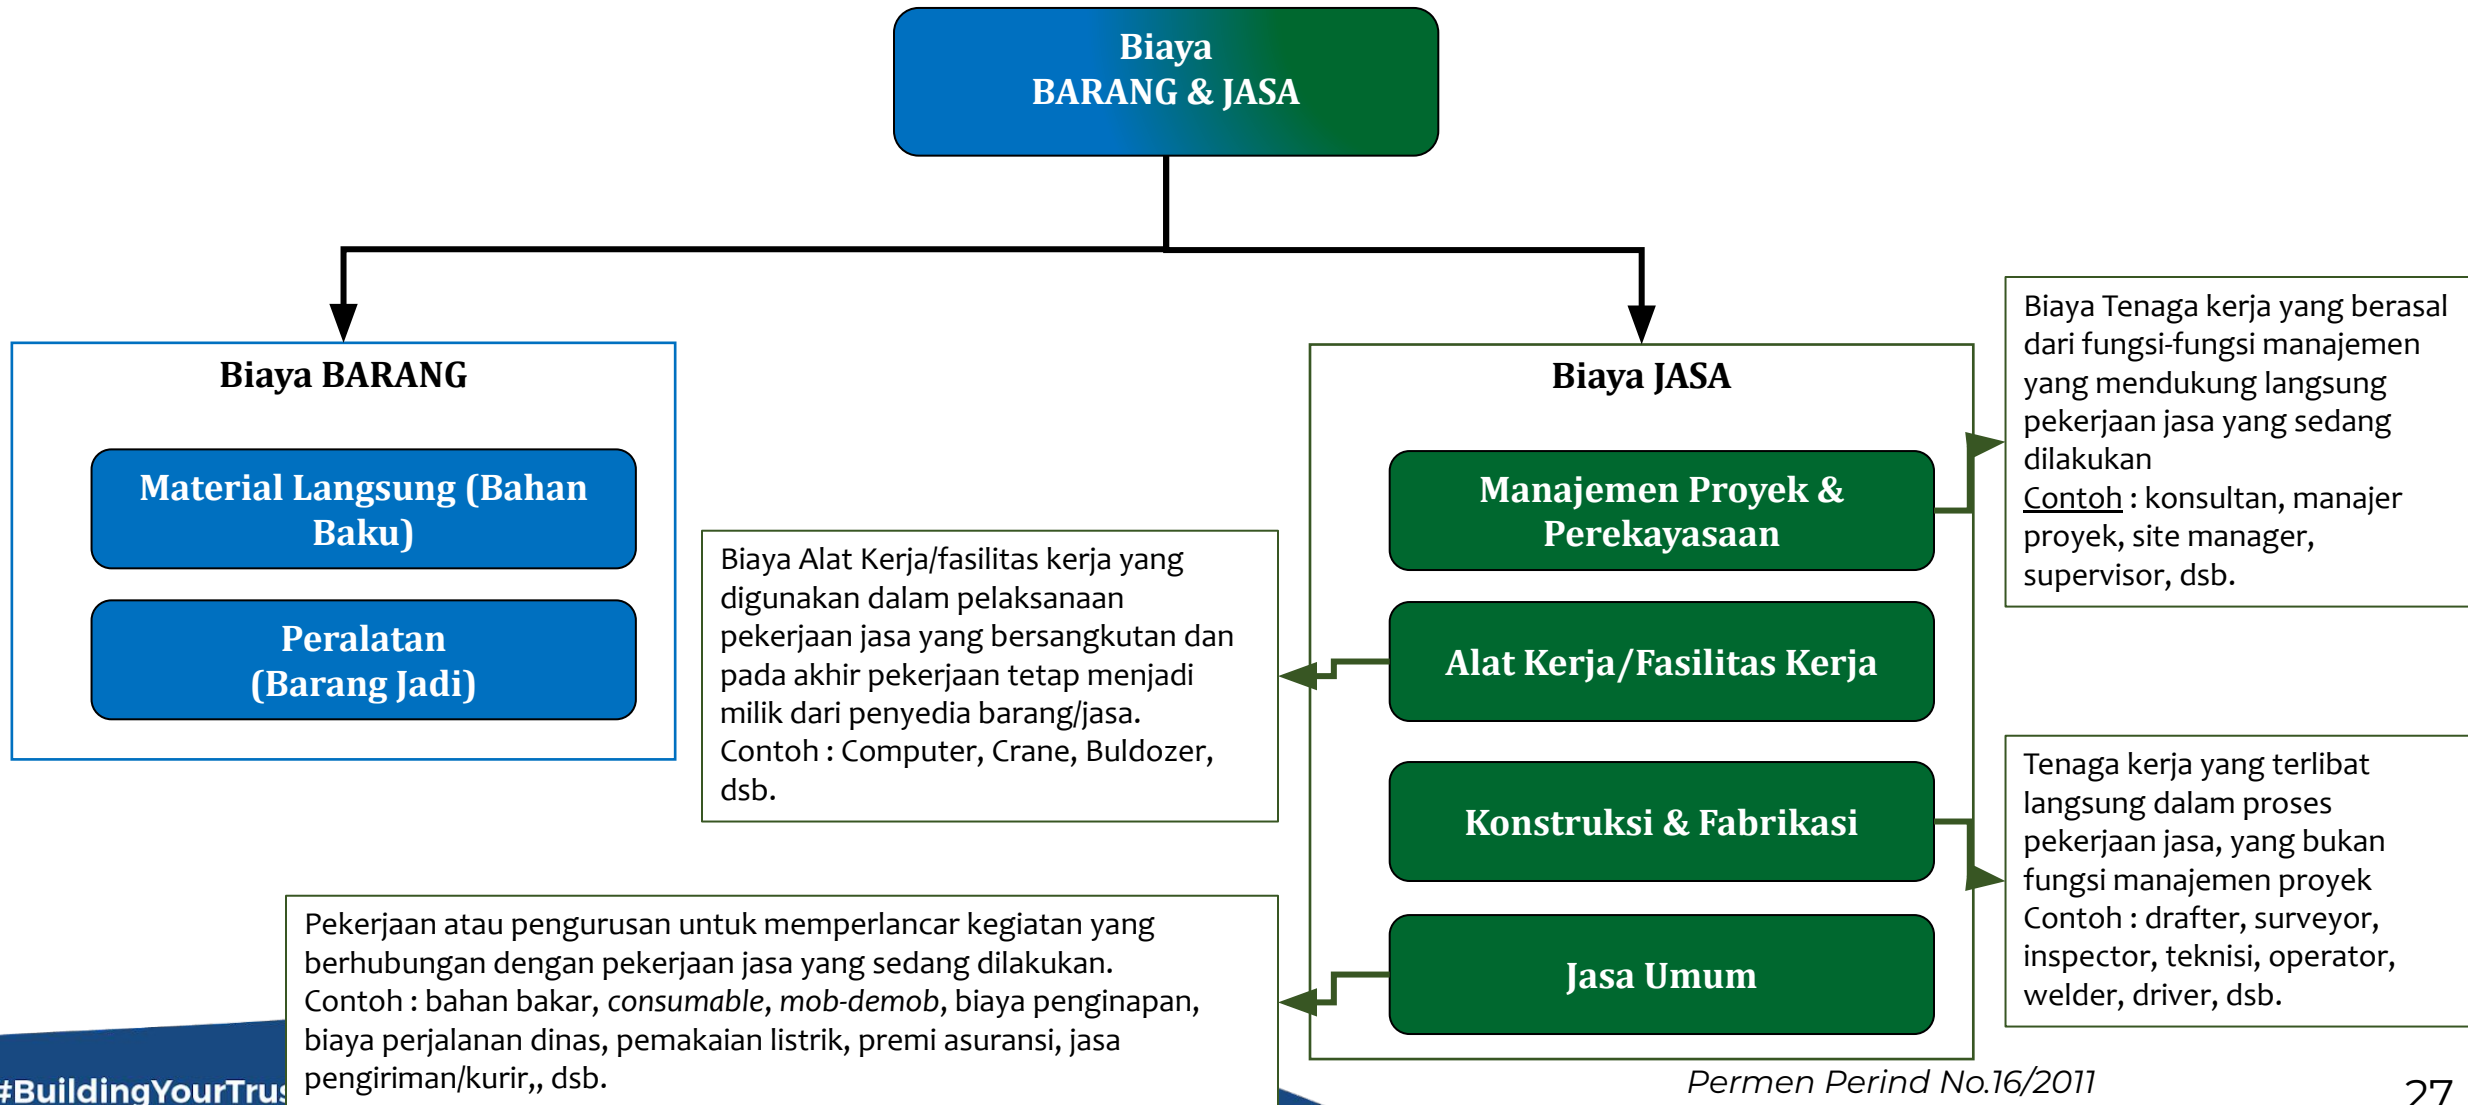 Biaya
BARANG & JASA
Biaya BARANG
Material Langsung (Bahan
Baku)
Peralatan
(Barang Jadi)
Biaya JASA
Manajemen Proyek &
Perekayasaan
Alat Kerja/Fasilitas Kerja
Konstruksi & Fabrikasi
Jasa Umum
Biaya Tenaga kerja yang berasal
dari fungsi-fungsi manajemen
yang mendukung langsung
pekerjaan jasa yang sedang
dilakukan
Contoh : konsultan, manajer
proyek, site manager,
supervisor, dsb.
Biaya Alat Kerja/fasilitas kerja yang
digunakan dalam pelaksanaan
pekerjaan jasa yang bersangkutan dan
pada akhir pekerjaan tetap menjadi
milik dari penyedia barang/jasa.
Contoh : Computer, Crane, Buldozer,
dsb.
Tenaga kerja yang terlibat
langsung dalam proses
pekerjaan jasa, yang bukan
fungsi manajemen proyek
Contoh : drafter, surveyor,
inspector, teknisi, operator,
welder, driver, dsb.
Pekerjaan atau pengurusan untuk memperlancar kegiatan yang
berhubungan dengan pekerjaan jasa yang sedang dilakukan.
Contoh : bahan bakar, consumable, mob-demob, biaya penginapan,
biaya perjalanan dinas, pemakaian listrik, premi asuransi, jasa
pengiriman/kurir,, dsb.
#BuildingYourTrus
Permen Perind No.16/2011
27